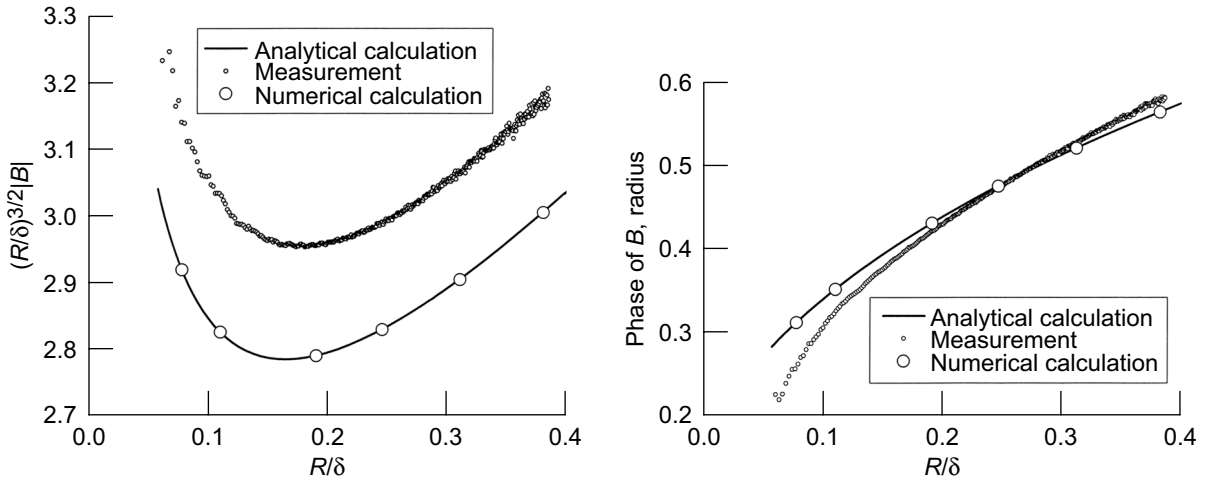 3.3
3.2
3.1
3.0
2.9
2.8
2.7
(R/δ)^3/2|B|
Analytical calculation
Measurement
Numerical calculation
0.0 0.1 0.2 0.3 0.4
R/δ
0.6
0.5
0.4
0.3
0.2
Phase of B, radius
Analytical calculation
Measurement
Numerical calculation
0.0 0.1 0.2 0.3 0.4
R/δ